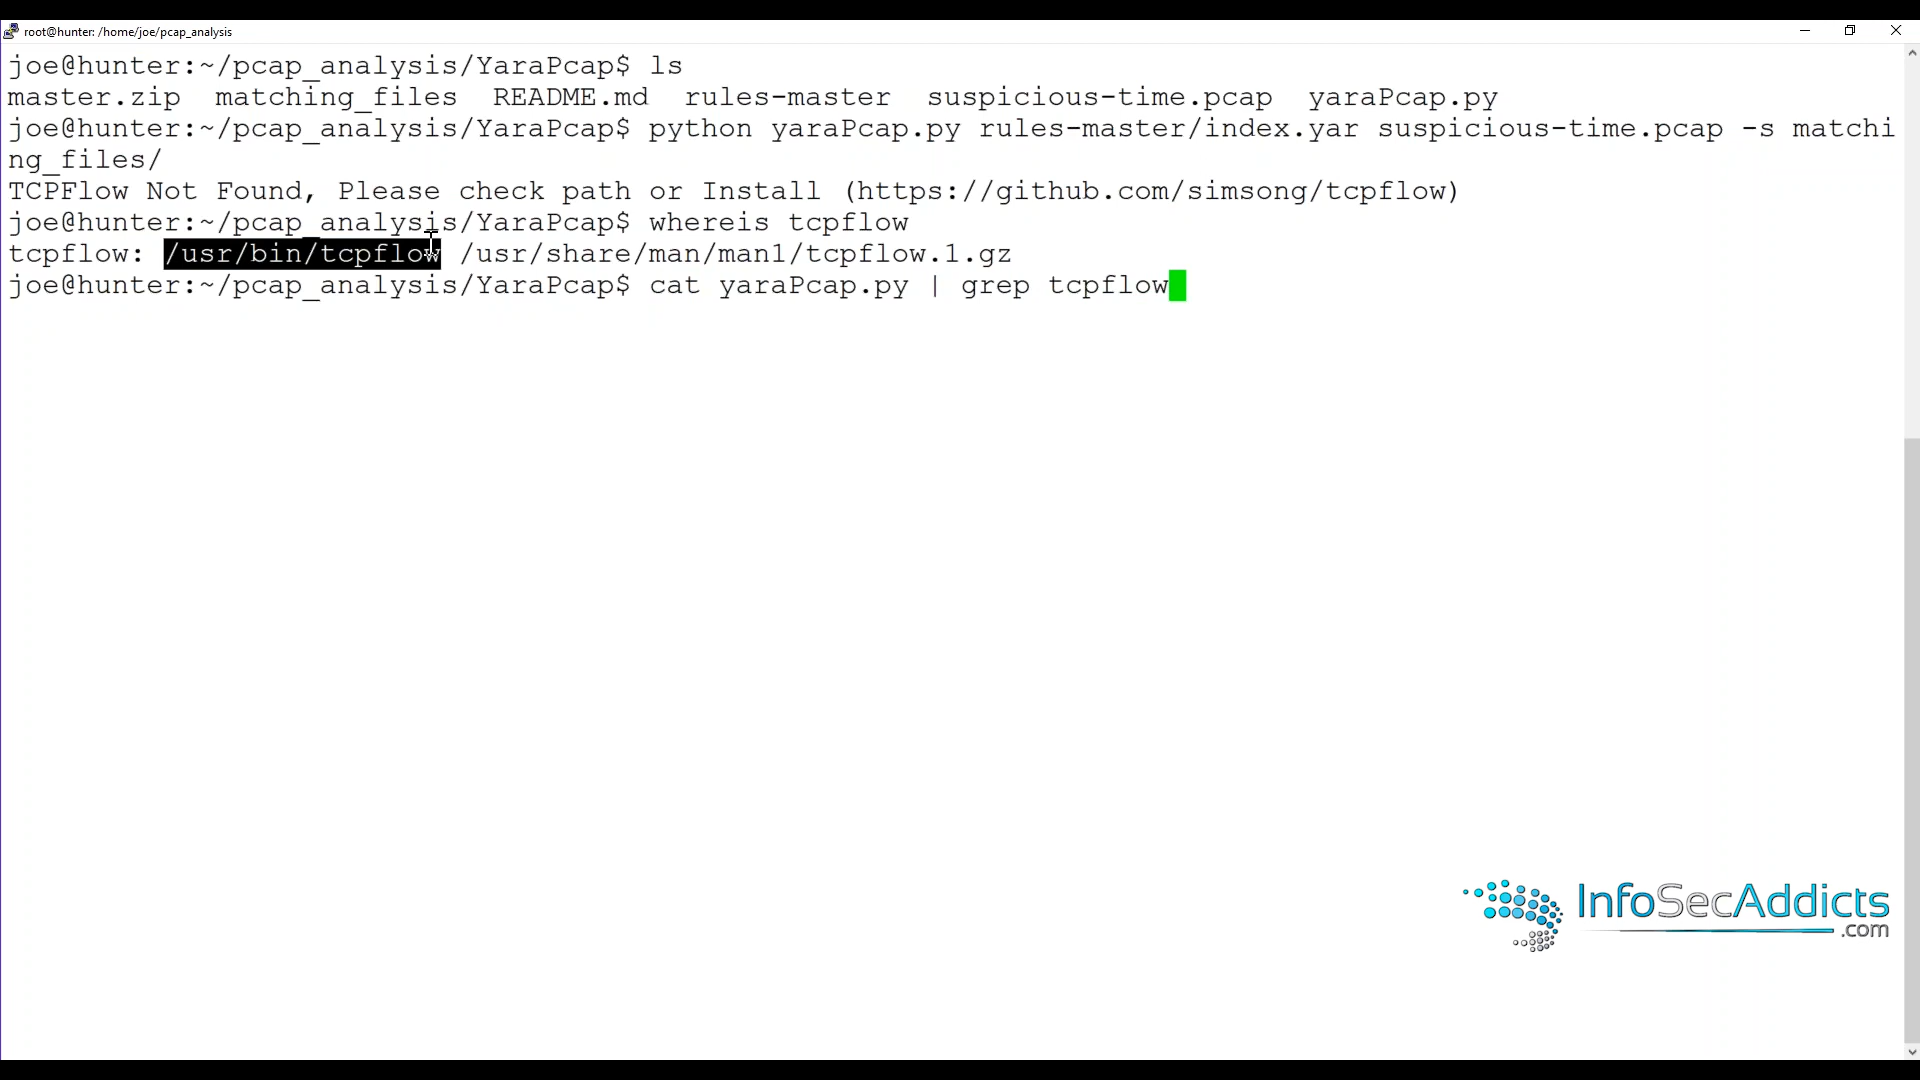 root@hunter: /home/joe/pcap_analysis
joe@hunter:~/pcap_analysis/YaraPcap$ ls
master.zip  matching_files  README.md  rules-master  suspicious-time.pcap  yaraPcap.py
joe@hunter:~/pcap_analysis/YaraPcap$ python yaraPcap.py rules-master/index.yar suspicious-time.pcap -s matchi
ng_files/
TCPFlow Not Found, Please check path or Install (https://github.com/simsong/tcpflow)
joe@hunter:~/pcap_analysis/YaraPcap$ whereis tcpflow
tcpflow: /usr/bin/tcpflow /usr/share/man/man1/tcpflow.1.gz
joe@hunter:~/pcap_analysis/YaraPcap$ cat yaraPcap.py | grep tcpflow
InfoSecAddicts
.com